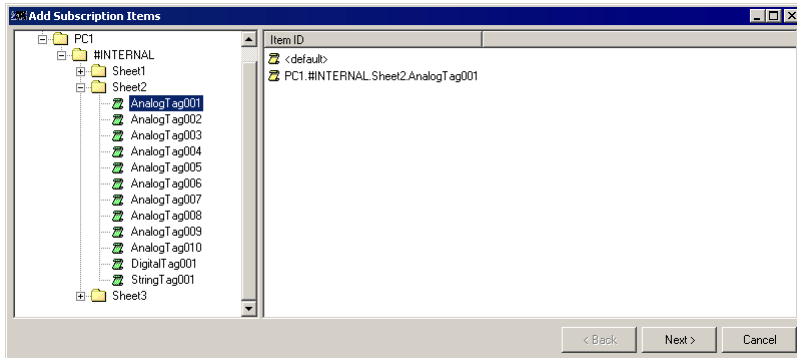 Add Subscription Items
PC1
#INTERNAL
Sheet1
Sheet2
AnalogTag001
AnalogTag002
AnalogTag003
AnalogTag004
AnalogTag005
AnalogTag006
AnalogTag007
AnalogTag008
AnalogTag009
AnalogTag010
DigitalTag001
StringTag001
Sheet3
Item ID
<default>
PC1.#INTERNAL.Sheet2.AnalogTag001
< Back Next > Cancel